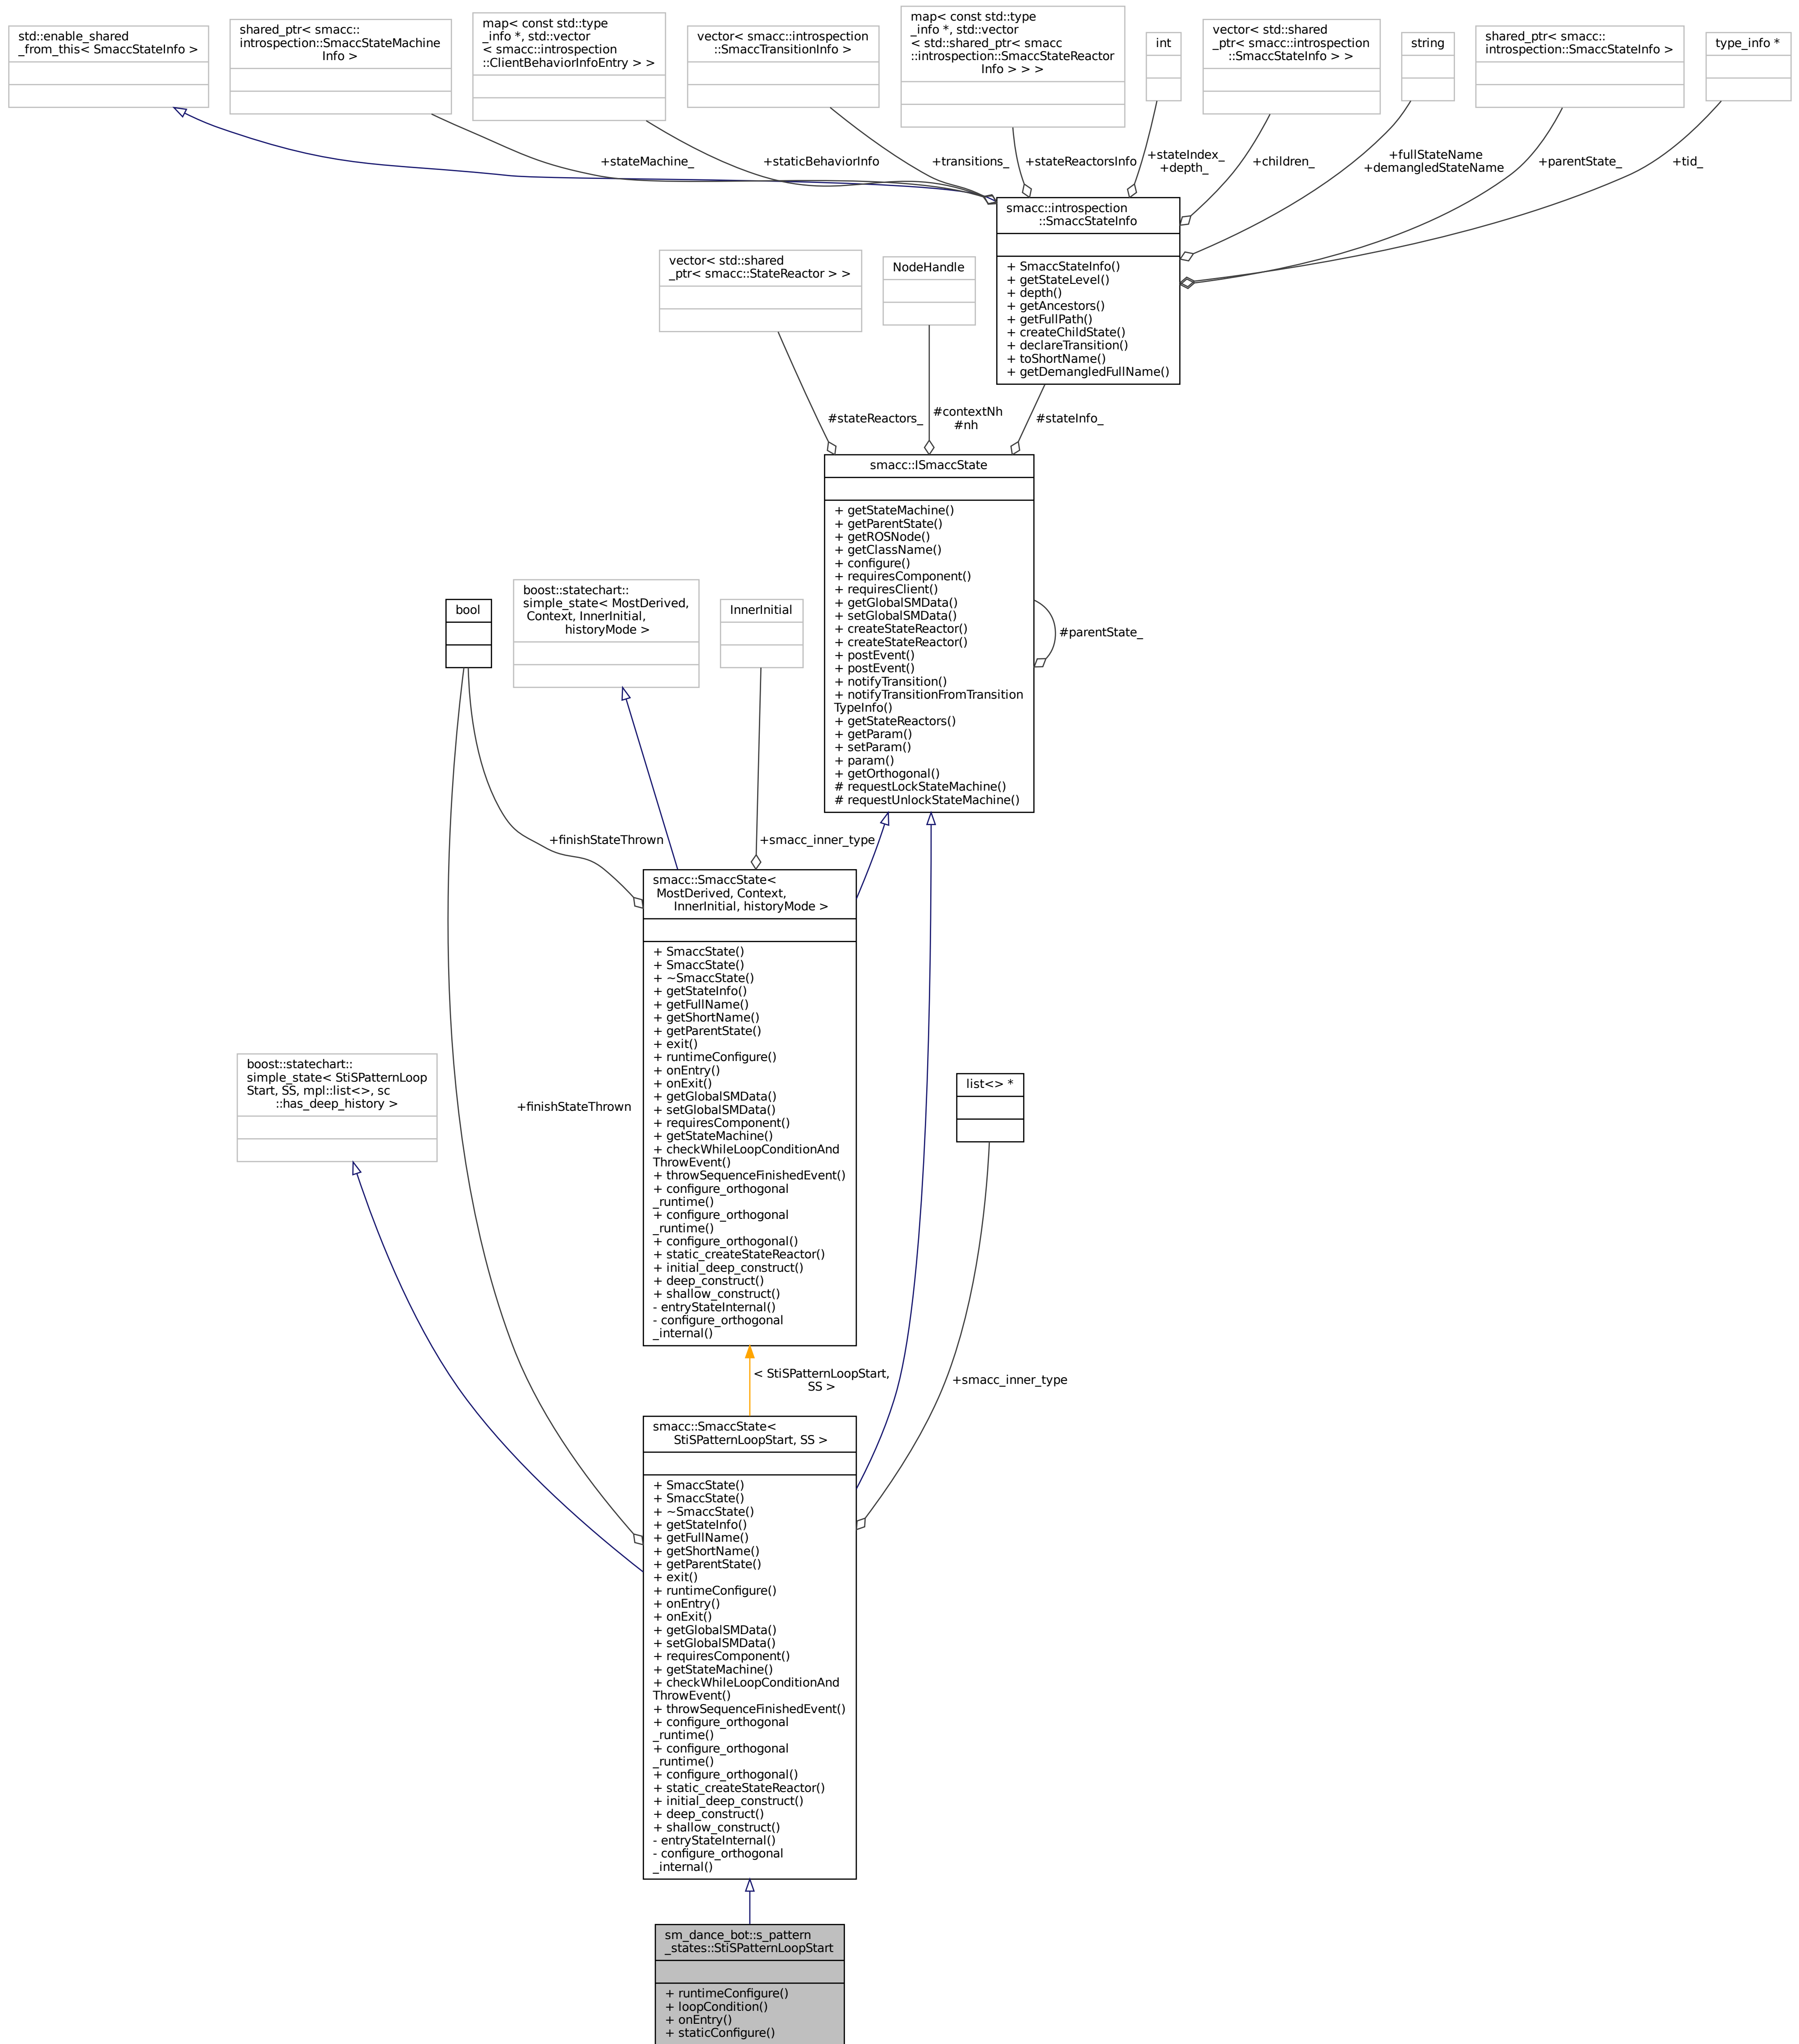 std::enable_shared
_from_this< SmaccStateInfo >
shared_ptr< smacc::
introspection::SmaccStateMachine
Info >
map< const std::type
_info *, std::vector
< smacc::introspection
::ClientBehaviorInfoEntry > >
vector< smacc::introspection
::SmaccTransitionInfo >
map< const std::type
_info *, std::vector
< std::shared_ptr< smacc
::introspection::SmaccStateReactor
Info > > >
int
vector< std::shared
_ptr< smacc::introspection
::SmaccStateInfo > >
string
shared_ptr< smacc::
introspection::SmaccStateInfo >
type_info *
+stateMachine_
+staticBehaviorInfo
+transitions_
+stateReactorsInfo
+stateIndex_
+depth_
+children_
+fullStateName
+demangledStateName
+parentState_
+tid_
smacc::introspection
::SmaccStateInfo
+ SmaccStateInfo()
+ getStateLevel()
+ depth()
+ getAncestors()
+ getFullPath()
+ createChildState()
+ declareTransition()
+ toShortName()
+ getDemangledFullName()
vector< std::shared
_ptr< smacc::StateReactor > >
NodeHandle
#stateReactors_
#contextNh
#nh
#stateInfo_
smacc::ISmaccState
+ getStateMachine()
+ getParentState()
+ getROSNode()
+ getClassName()
+ configure()
+ requiresComponent()
+ requiresClient()
+ getGlobalSMData()
+ setGlobalSMData()
+ createStateReactor()
+ createStateReactor()
+ postEvent()
+ postEvent()
+ notifyTransition()
+ notifyTransitionFromTransition
TypeInfo()
+ getStateReactors()
+ getParam()
+ setParam()
+ param()
+ getOrthogonal()
# requestLockStateMachine()
# requestUnlockStateMachine()
#parentState_
bool
boost::statechart::
simple_state< MostDerived,
Context, InnerInitial,
historyMode >
InnerInitial
+finishStateThrown
+smacc_inner_type
smacc::SmaccState<
MostDerived, Context,
InnerInitial, historyMode >
+ SmaccState()
+ SmaccState()
+ ~SmaccState()
+ getStateInfo()
+ getFullName()
+ getShortName()
+ getParentState()
+ exit()
+ runtimeConfigure()
+ onEntry()
+ onExit()
+ getGlobalSMData()
+ setGlobalSMData()
+ requiresComponent()
+ getStateMachine()
+ checkWhileLoopConditionAnd
ThrowEvent()
+ throwSequenceFinishedEvent()
+ configure_orthogonal
_runtime()
+ configure_orthogonal
_runtime()
+ configure_orthogonal()
+ static_createStateReactor()
+ initial_deep_construct()
+ deep_construct()
+ shallow_construct()
- entryStateInternal()
- configure_orthogonal
_internal()
boost::statechart::
simple_state< StiSPatternLoop
Start, SS, mpl::list<>, sc
::has_deep_history >
+finishStateThrown
list<> *
< StiSPatternLoopStart,
SS >
+smacc_inner_type
smacc::SmaccState<
StiSPatternLoopStart, SS >
+ SmaccState()
+ SmaccState()
+ ~SmaccState()
+ getStateInfo()
+ getFullName()
+ getShortName()
+ getParentState()
+ exit()
+ runtimeConfigure()
+ onEntry()
+ onExit()
+ getGlobalSMData()
+ setGlobalSMData()
+ requiresComponent()
+ getStateMachine()
+ checkWhileLoopConditionAnd
ThrowEvent()
+ throwSequenceFinishedEvent()
+ configure_orthogonal
_runtime()
+ configure_orthogonal
_runtime()
+ configure_orthogonal()
+ static_createStateReactor()
+ initial_deep_construct()
+ deep_construct()
+ shallow_construct()
- entryStateInternal()
- configure_orthogonal
_internal()
sm_dance_bot::s_pattern
_states::StiSPatternLoopStart
+ runtimeConfigure()
+ loopCondition()
+ onEntry()
+ staticConfigure()